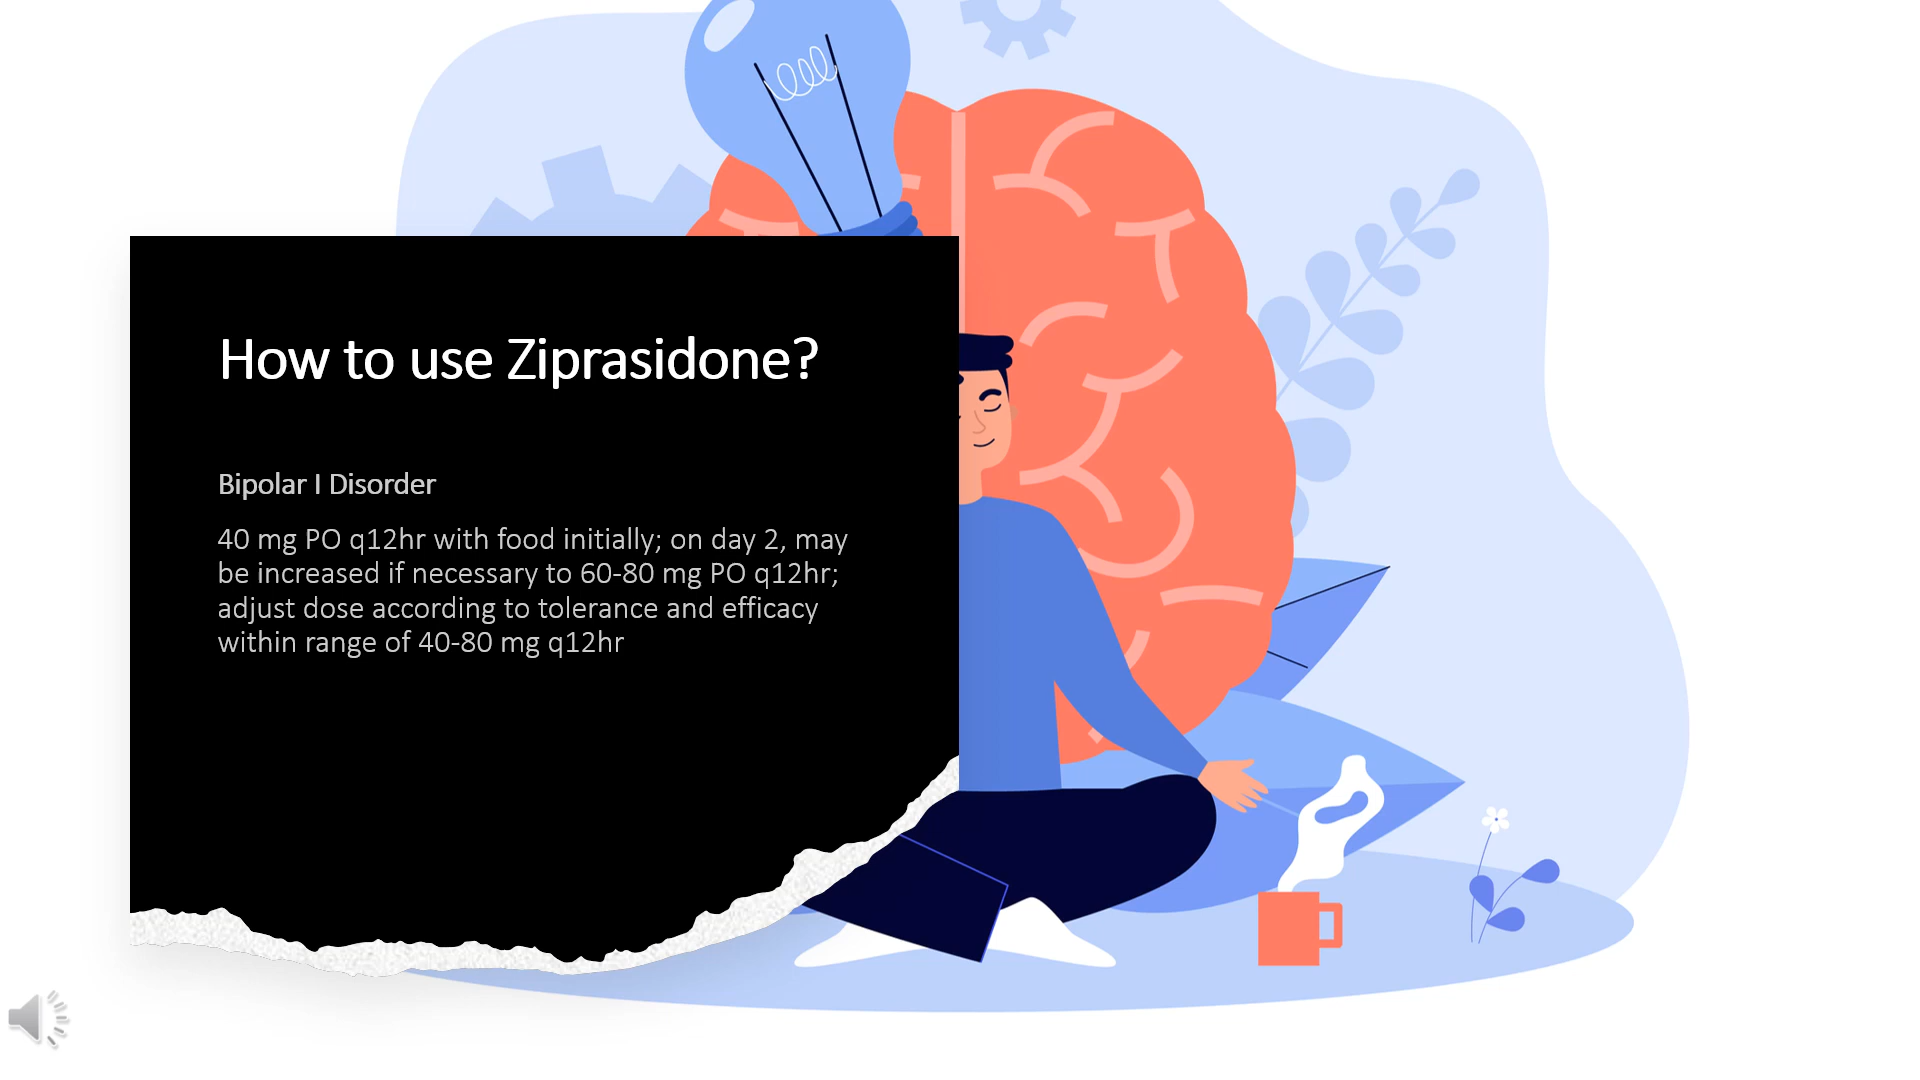 How to use Ziprasidone?
Bipolar I Disorder
40 mg PO q12hr with food initially; on day 2, may
be increased if necessary to 60-80 mg PO q12hr;
adjust dose according to tolerance and efficacy
within range of 40-80 mg q12hr